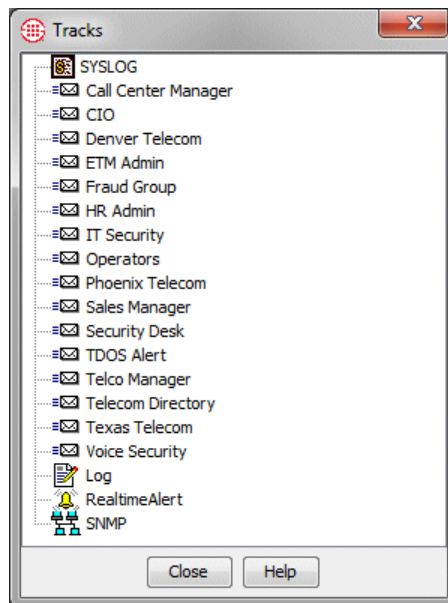 Tracks
SYSLOG
Call Center Manager
CIO
Denver Telecom
ETM Admin
Fraud Group
HR Admin
IT Security
Operators
Phoenix Telecom
Sales Manager
Security Desk
TDOS Alert
Telco Manager
Telecom Directory
Texas Telecom
Voice Security
Log
RealtimeAlert
SNMP
Close
Help